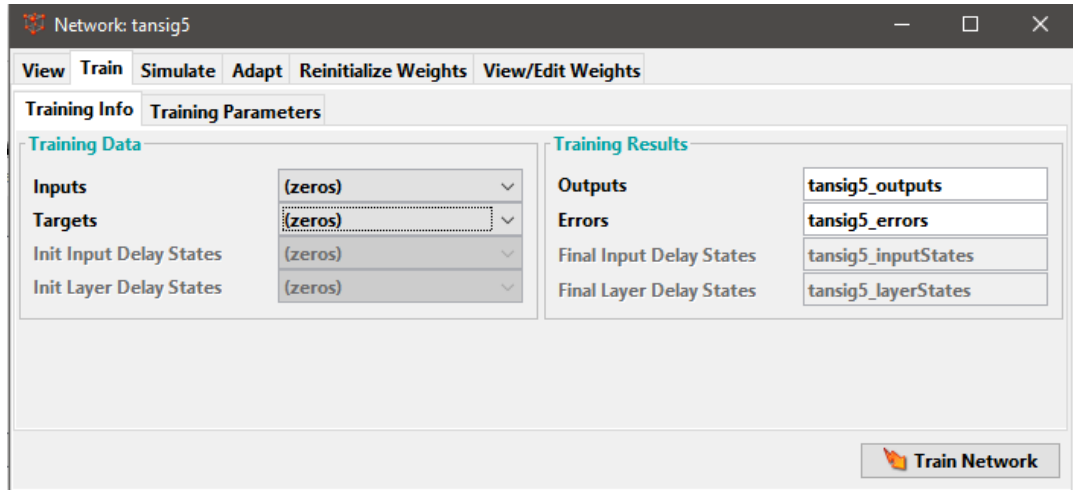 Network: tansig5
View Train Simulate Adapt Reinitialize Weights View/Edit Weights
Training Info Training Parameters
Training Data
Inputs (zeros)
Targets (zeros)
Init Input Delay States (zeros)
Init Layer Delay States (zeros)
Training Results
Outputs tansig5_outputs
Errors tansig5_errors
Final Input Delay States tansig5_inputStates
Final Layer Delay States tansig5_layerStates
Train Network